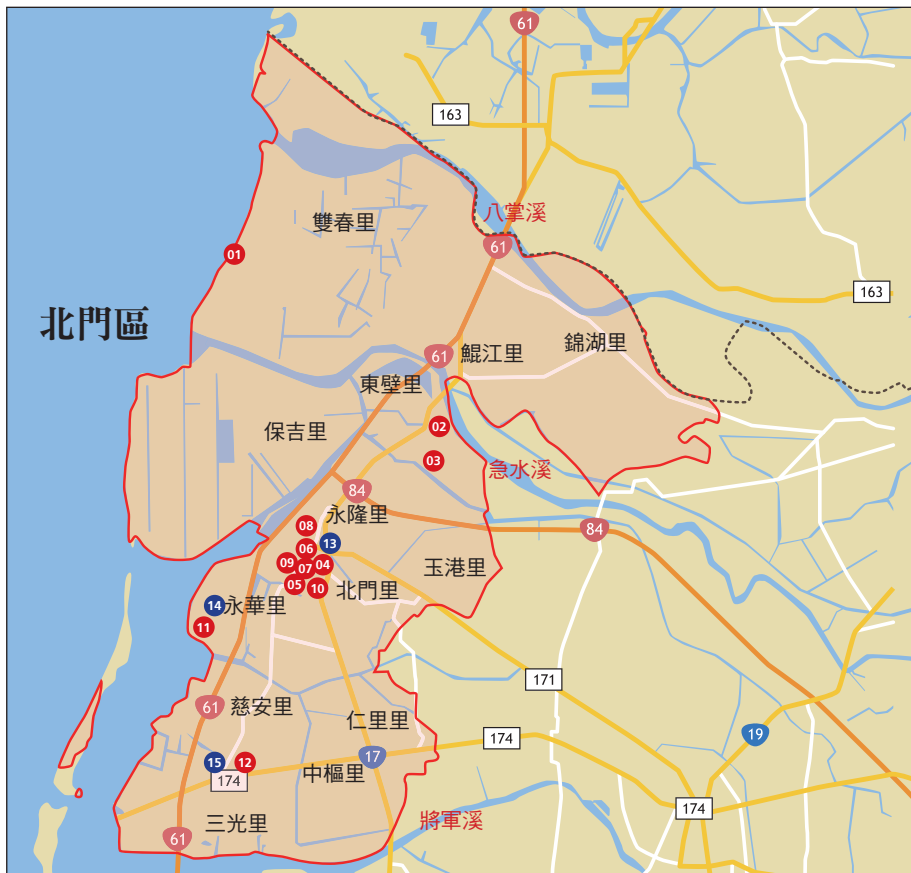 61
163
八掌溪
雙春里
61
01
163
北門區
錦湖里
61
鯤江里
東壁里
02
保吉里
03
急水溪
84
永隆里
08
84
13
06
09
07
04
玉港里
05
10
北門里
14
永華里
11
171
61
慈安里
仁里里
19
174
17
15
12
中樞里
174
174
三光里
將軍溪
61